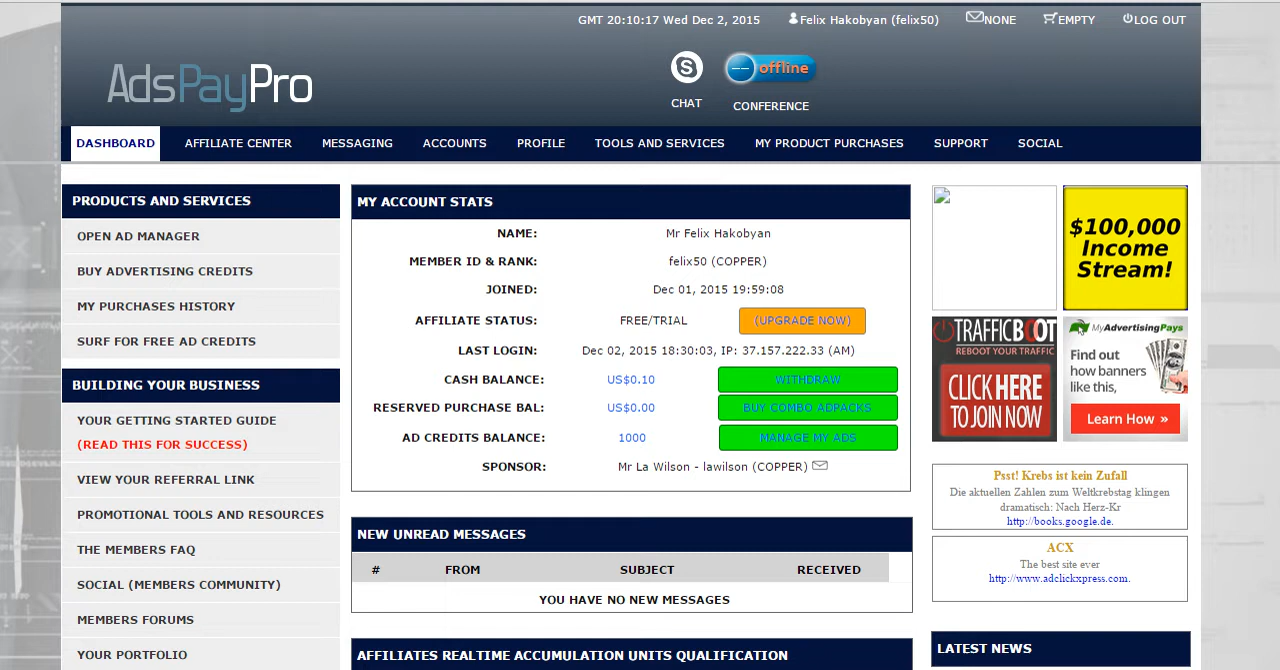 GMT 20:10:17 Wed Dec 2, 2015 Felix Hakobyan (felix50) NONE EMPTY LOG OUT
AdsPayPro
S
offline
CHAT
CONFERENCE
DASHBOARD AFFILIATE CENTER MESSAGING ACCOUNTS PROFILE TOOLS AND SERVICES MY PRODUCT PURCHASES SUPPORT SOCIAL
PRODUCTS AND SERVICES
OPEN AD MANAGER
BUY ADVERTISING CREDITS
MY PURCHASES HISTORY
SURF FOR FREE AD CREDITS
BUILDING YOUR BUSINESS
YOUR GETTING STARTED GUIDE
(READ THIS FOR SUCCESS)
VIEW YOUR REFERRAL LINK
PROMOTIONAL TOOLS AND RESOURCES
THE MEMBERS FAQ
SOCIAL (MEMBERS COMMUNITY)
MEMBERS FORUMS
YOUR PORTFOLIO
MY ACCOUNT STATS
NAME: Mr Felix Hakobyan
MEMBER ID & RANK: felix50 (COPPER)
JOINED: Dec 01, 2015 19:59:08
AFFILIATE STATUS: FREE/TRIAL (UPGRADE NOW)
LAST LOGIN: Dec 02, 2015 18:30:03, IP: 37.157.222.33 (AM)
CASH BALANCE: US$0.10 WITHDRAW
RESERVED PURCHASE BAL: US$0.00 BUY COMBO ADPACKS
AD CREDITS BALANCE: 1000 MANAGE MY ADS
SPONSOR: Mr La Wilson - lawilson (COPPER)
NEW UNREAD MESSAGES
# FROM SUBJECT RECEIVED
YOU HAVE NO NEW MESSAGES
AFFILIATES REALTIME ACCUMULATION UNITS QUALIFICATION
$100,000
Income
Stream!
TRAFFICBOOT
REBOOT YOUR TRAFFIC
CLICK HERE
TO JOIN NOW
MyAdvertisingPays
Find out
how banners
like this,
Learn How »
Psst! Krebs ist kein Zufall
Die aktuellen Zahlen zum Weltkrebstag klingen
dramatisch: Nach Herz-Kr
http://books.google.de.
ACX
The best site ever
http://www.adclickxpress.com.
LATEST NEWS